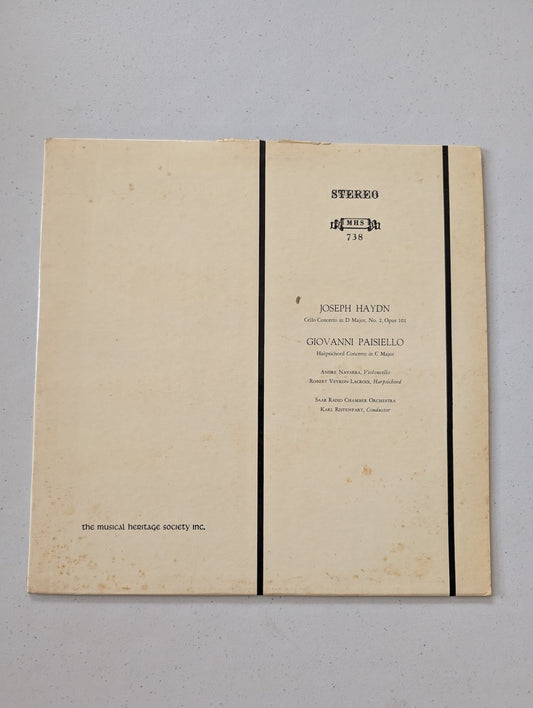 STEREO
MHS
738
JOSEPH HAYDN
Cello Concerto in D Major, No. 2, Opus 101
GIOVANNI PAISIELLO
Harpsichord Concerto in C Major
ANDRE NAVARRA, Violoncello
ROBERT VEYRON-LACROIX, Harpsichord
SAAR RADIO CHAMBER ORCHESTRA
KARL RISTENPART, Conductor
the musical heritage society inc.